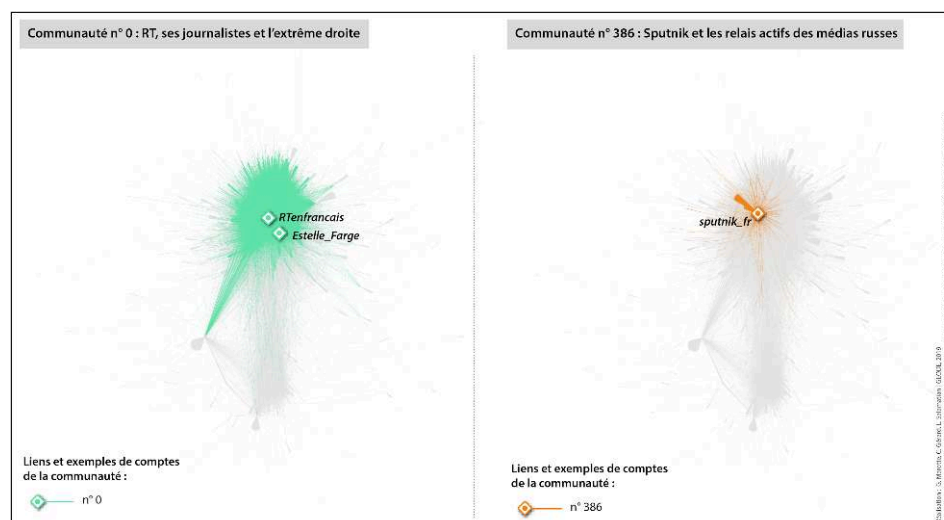 Communauté n° 0 : RT, ses journalistes et l'extrême droite
RTenfrancais
Estelle_Farge
Liens et exemples de comptes
de la communauté :
n° 0
Communauté n° 386 : Sputnik et les relais actifs des médias russes
sputnik_fr
Liens et exemples de comptes
de la communauté :
n° 386